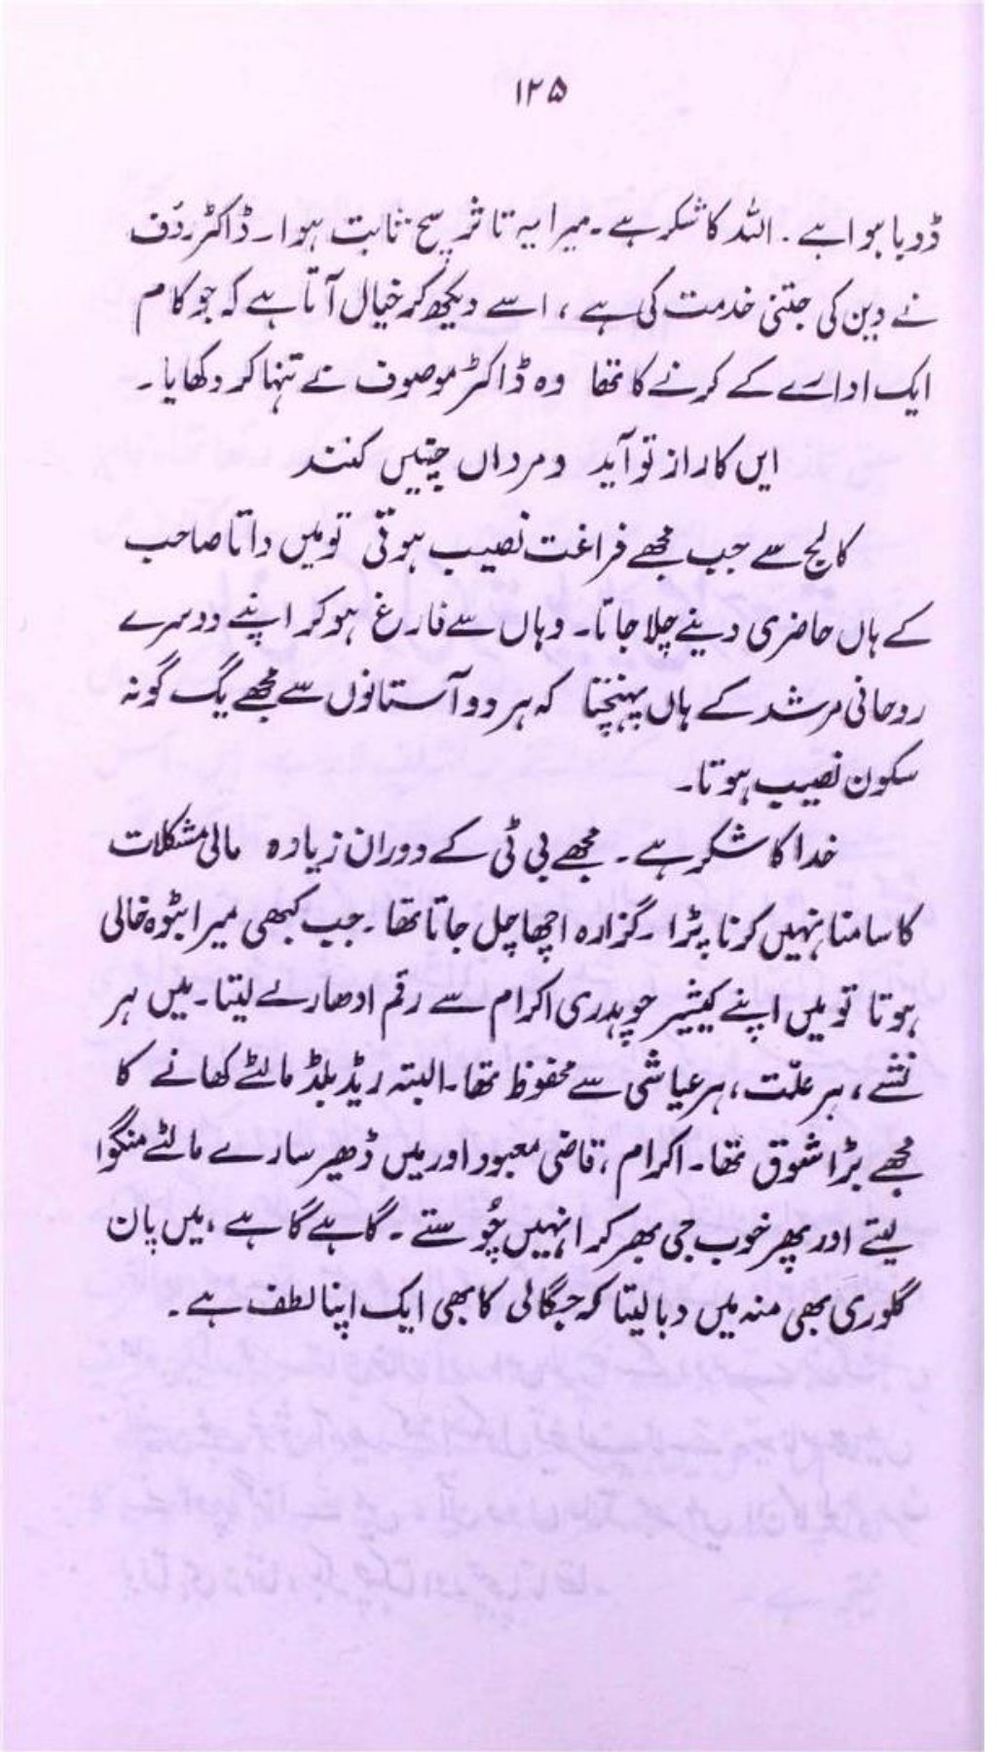 ۱۲۵
ڈوبا ہوا ہے ۔ اللہ کا شکر ہے ۔ میرا یہ تاثر سچ ثابت ہوا ۔ ڈاکٹر رؤف
نے دین کی جتنی خدمت کی ہے ، اسے دیکھ کر خیال آتا ہے کہ جو کام
ایک ادارے کے کرنے کا تھا وہ ڈاکٹر موصوف نے تنہا کر دکھایا ۔
ایں کار از تو آید و مرداں چنیں کنند
کالج سے جب مجھے فراغت نصیب ہوتی تو میں داتا صاحب
کے ہاں حاضری دینے چلا جاتا ۔ وہاں سے فارغ ہو کر اپنے دوسرے
روحانی مرشد کے ہاں پہنچتا کہ ہر دو آستانوں سے مجھے یگ گونہ
سکون نصیب ہوتا ۔
خدا کا شکر ہے ۔ مجھے بی ٹی کے دوران زیادہ مالی مشکلات
کا سامنا نہیں کرنا پڑا ۔ گزارہ اچھا چل جاتا تھا ۔ جب کبھی میرا بٹوہ خالی
ہوتا تو میں اپنے کیشیر چوہدری اکرام سے رقم ادھار لے لیتا ۔ میں ہر
نشے ، ہر علّت ، ہر عیاشی سے محفوظ تھا ۔ البتہ ریڈ بلڈ مالٹے کھانے کا
مجھے بڑا شوق تھا ۔ اکرام ، قاضی معبود اور میں ڈھیر سارے مالٹے منگوا
لیتے اور پھر خوب جی بھر کر انہیں چُوستے ۔ گاہے گاہے ، میں پان
گلوری بھی منہ میں دبا لیتا کہ جگالی کا بھی ایک اپنا لطف ہے ۔